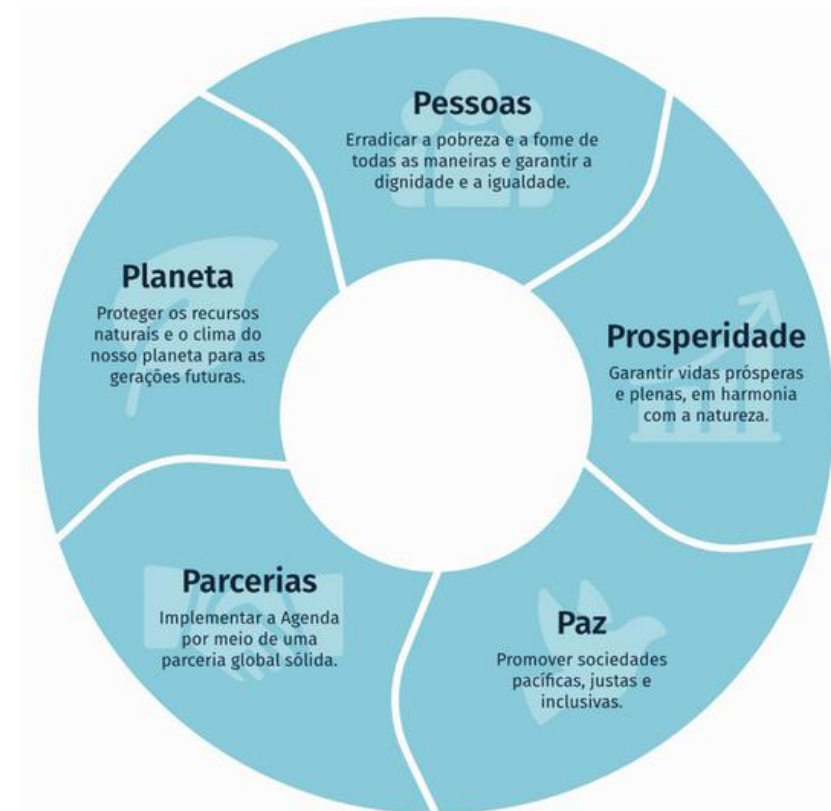 Pessoas
Erradicar a pobreza e a fome de
todas as maneiras e garantir a
dignidade e a igualdade.
Prosperidade
Garantir vidas prósperas
e plenas, em harmonia
com a natureza.
Paz
Promover sociedades
pacíficas, justas e
inclusivas.
Parcerias
Implementar a Agenda
por meio de uma
parceria global sólida.
Planeta
Proteger os recursos
naturais e o clima do
nosso planeta para as
gerações futuras.